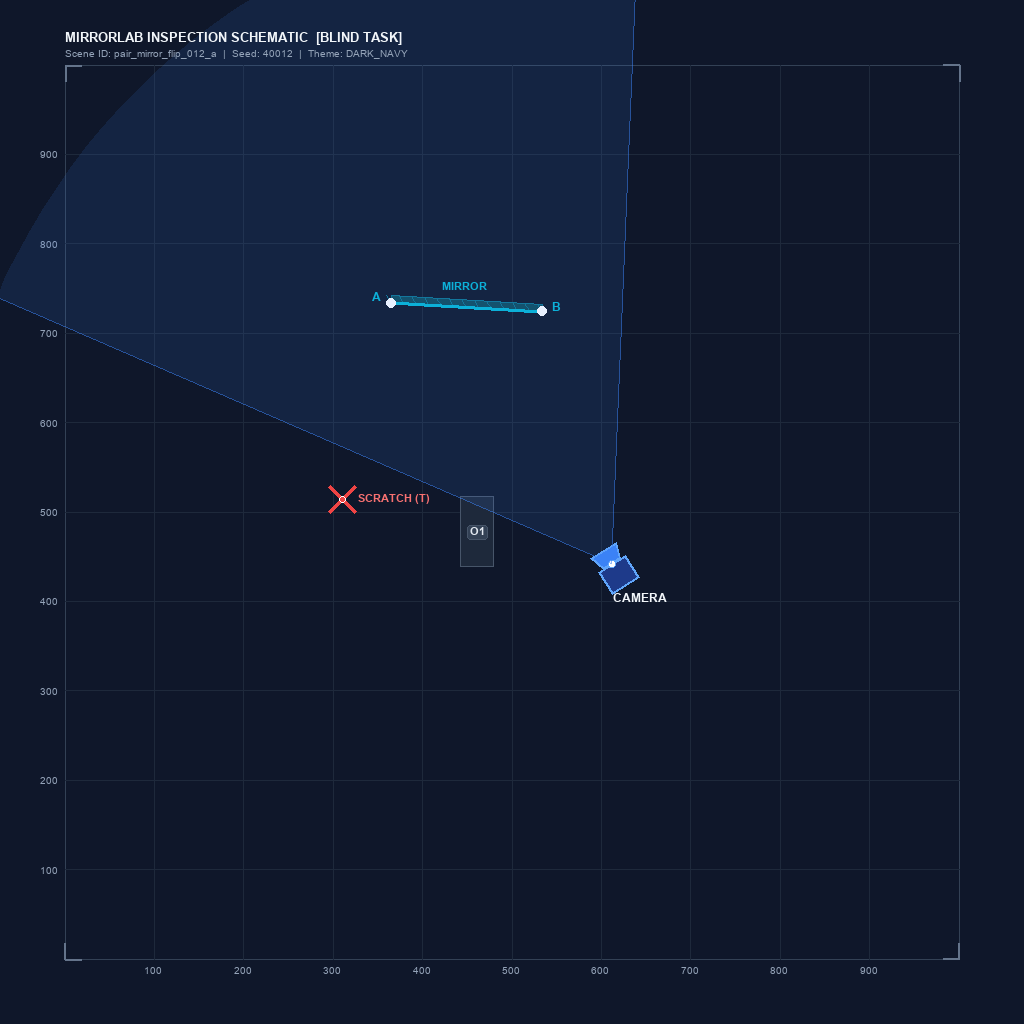 MIRRORLAB INSPECTION SCHEMATIC  [BLIND TASK]
Scene ID: pair_mirror_flip_012_a  |  Seed: 40012  |  Theme: DARK_NAVY
900
800
MIRROR
A
B
700
600
SCRATCH (T)
500
O1
400
CAMERA
300
200
100
100 200 300 400 500 600 700 800 900